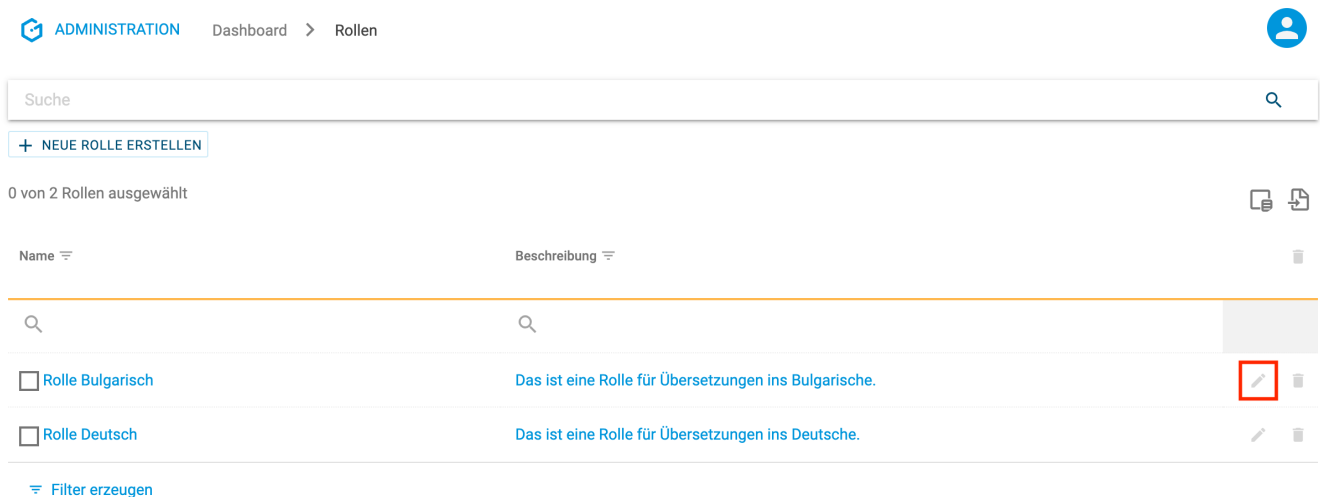 ADMINISTRATION Dashboard Rollen
Suche
NEUE ROLLE ERSTELLEN
0 von 2 Rollen ausgewählt
Name Beschreibung
Rolle Bulgarisch Das ist eine Rolle für Übersetzungen ins Bulgarische.
Rolle Deutsch Das ist eine Rolle für Übersetzungen ins Deutsche.
Filter erzeugen